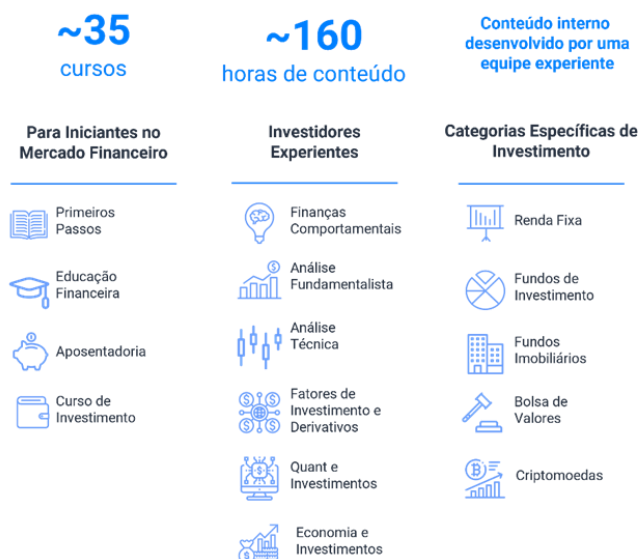 ~35
cursos
~160
horas de conteúdo
Conteúdo interno
desenvolvido por uma
equipe experiente
Para Iniciantes no
Mercado Financeiro
Primeiros
Passos
Educação
Financeira
Aposentadoria
Curso de
Investimento
Investidores
Experientes
Finanças
Comportamentais
Análise
Fundamentalista
Análise
Técnica
Fatores de
Investimento e
Derivativos
Quant e
Investimentos
Economia e
Investimentos
Categorias Específicas de
Investimento
Renda Fixa
Fundos de
Investimento
Fundos
Imobiliários
Bolsa de
Valores
Criptomoedas